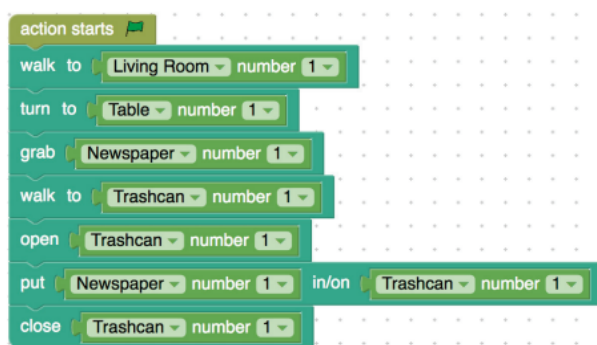 action starts
walk to Living Room number 1
turn to Table number 1
grab Newspaper number 1
walk to Trashcan number 1
open Trashcan number 1
put Newspaper number 1 in/on Trashcan number 1
close Trashcan number 1